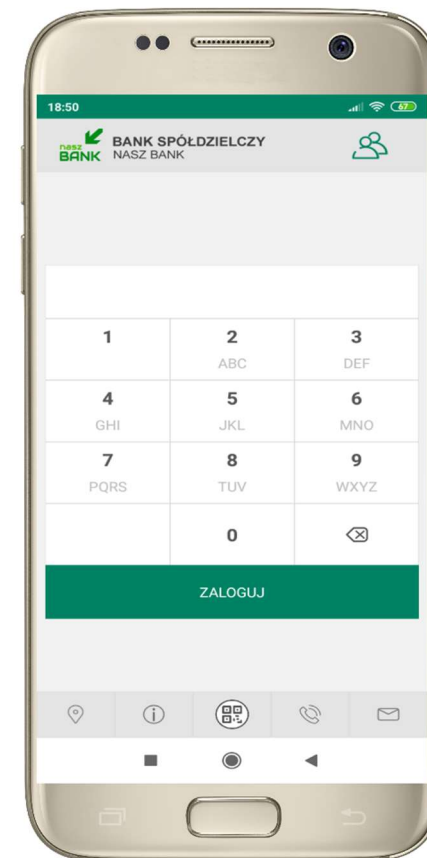 18:50
67
nasz
BANK
BANK SPÓŁDZIELCZY
NASZ BANK
1
2
ABC
3
DEF
4
GHI
5
JKL
6
MNO
7
PQRS
8
TUV
9
WXYZ
0
ZALOGUJ